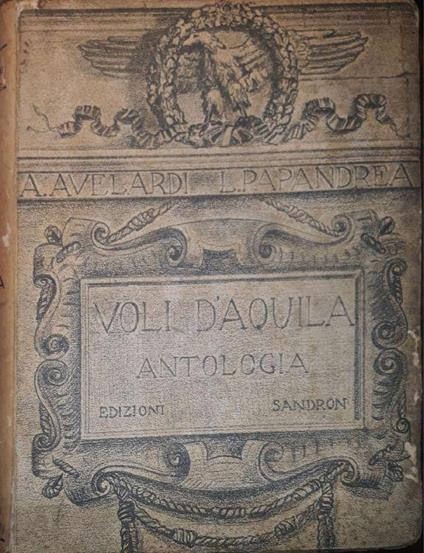 A. AVELARDI L. PAPANDREA
VOLI D'AQUILA
ANTOLOGIA
EDIZIONI SANDRON